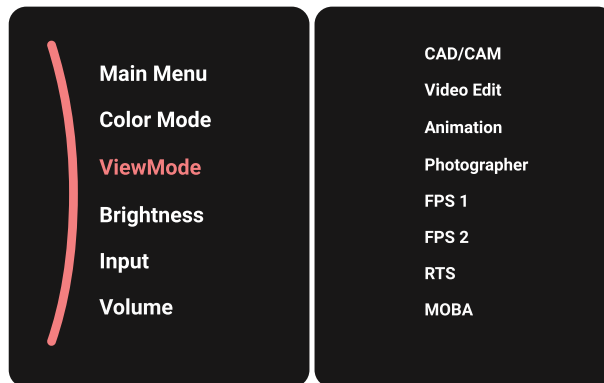 Main Menu
Color Mode
ViewMode
Brightness
Input
Volume
CAD/CAM
Video Edit
Animation
Photographer
FPS 1
FPS 2
RTS
MOBA